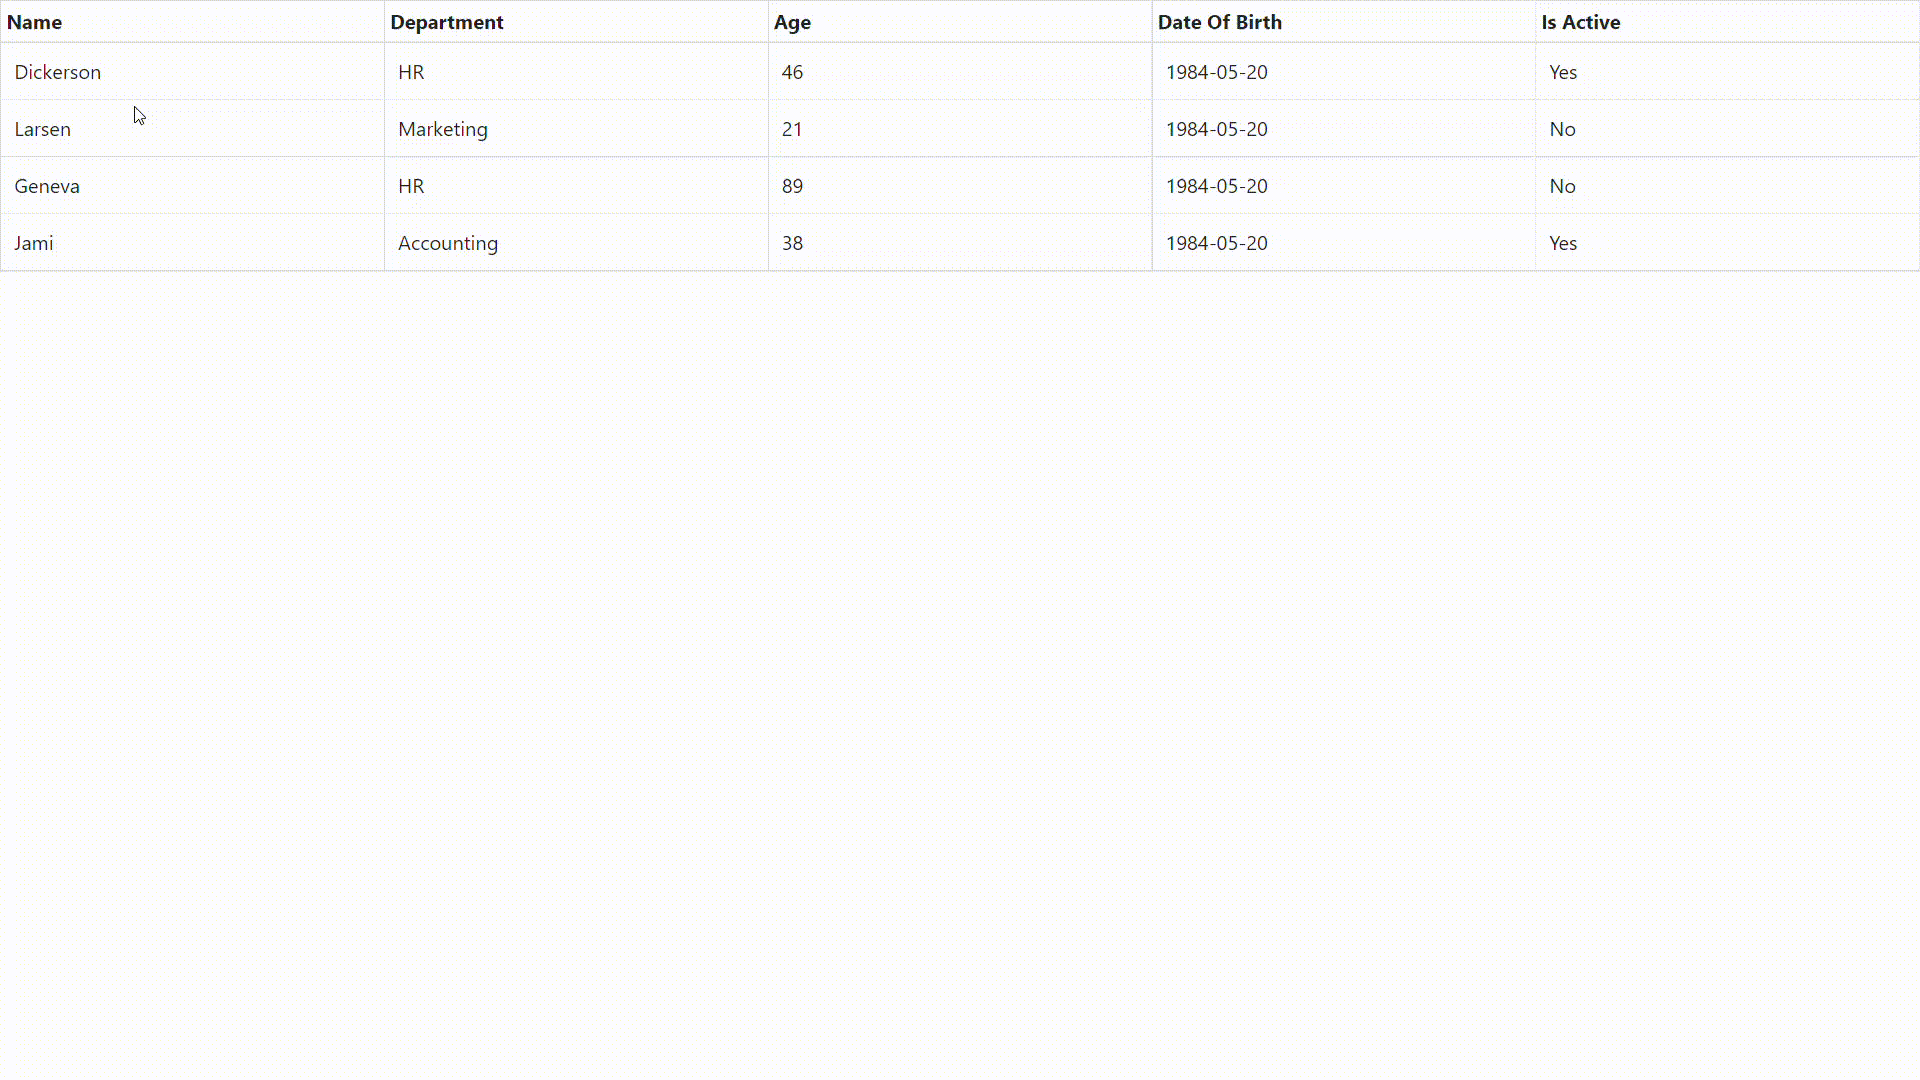 Name Department Age Date Of Birth Is Active
Dickerson HR 46 1984-05-20 Yes
Larsen Marketing 21 1984-05-20 No
Geneva HR 89 1984-05-20 No
Jami Accounting 38 1984-05-20 Yes